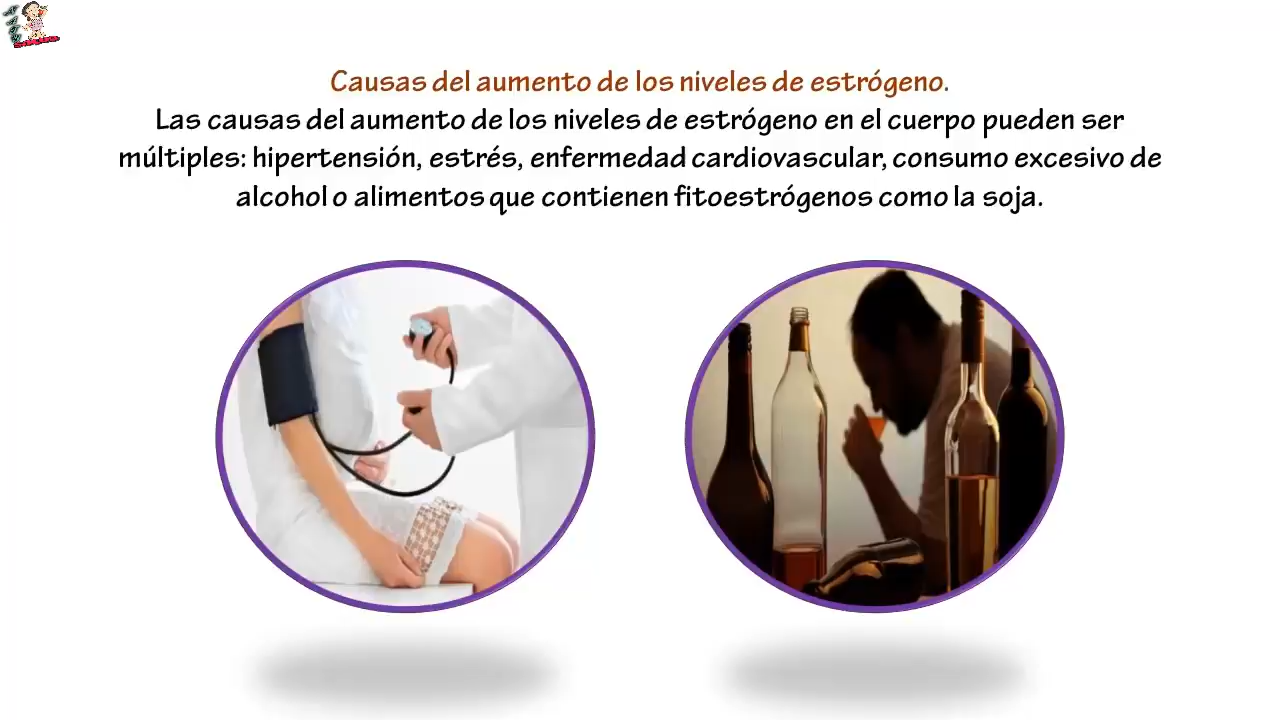 Causas del aumento de los niveles de estrógeno.
Las causas del aumento de los niveles de estrógeno en el cuerpo pueden ser
múltiples: hipertensión, estrés, enfermedad cardiovascular, consumo excesivo de
alcohol o alimentos que contienen fitoestrógenos como la soja.